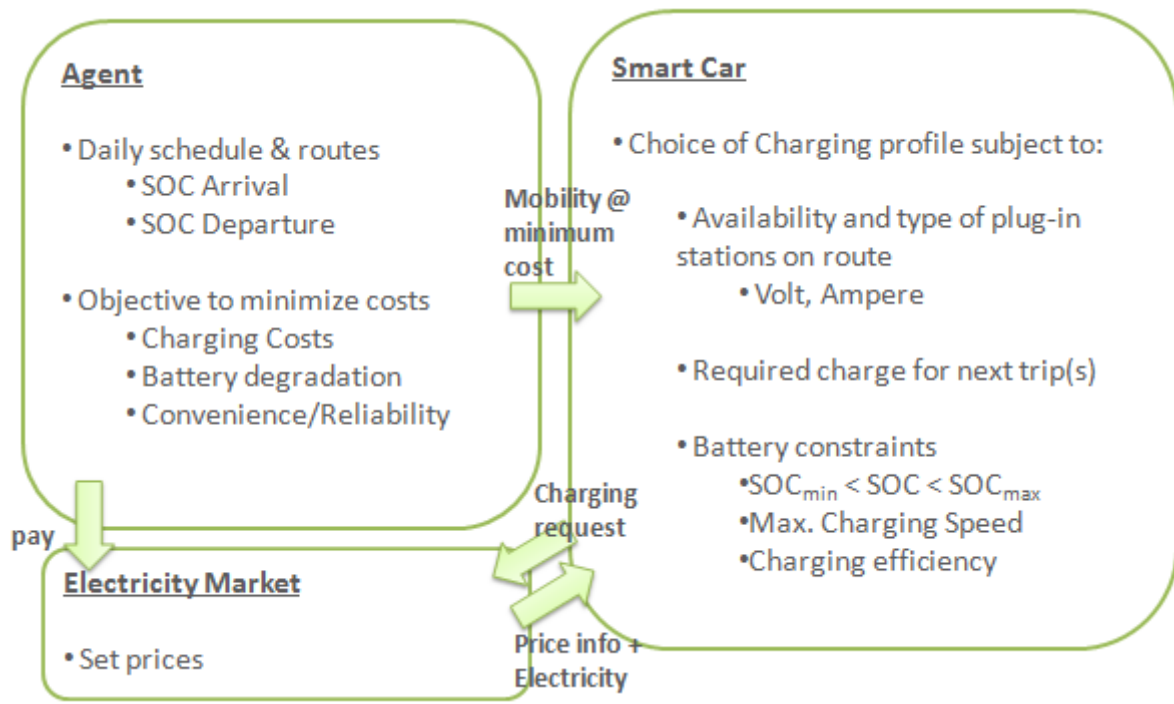 Agent
• Daily schedule & routes
• SOC Arrival
• SOC Departure
• Objective to minimize costs
• Charging Costs
• Battery degradation
• Convenience/Reliability
Mobility @
minimum
cost
Smart Car
• Choice of Charging profile subject to:
• Availability and type of plug-in
stations on route
• Volt, Ampere
• Required charge for next trip(s)
• Battery constraints
•SOCmin < SOC < SOCmax
•Max. Charging Speed
•Charging efficiency
Charging
request
pay
Electricity Market
• Set prices
Price info +
Electricity